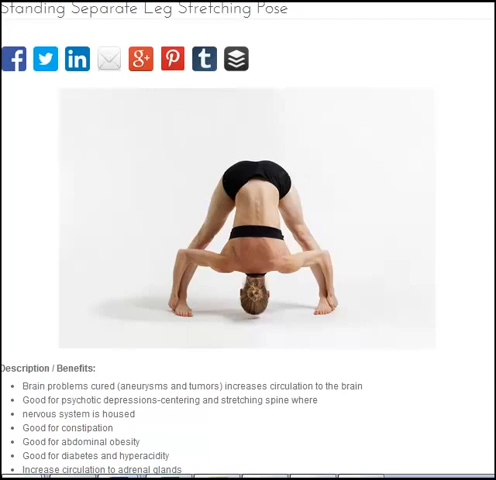 Standing Separate Leg Stretching Pose
f
in
g+
t
Description / Benefits:
Brain problems cured (aneurysms and tumors) increases circulation to the brain
Good for psychotic depressions-centering and stretching spine where
nervous system is housed
Good for constipation
Good for abdominal obesity
Good for diabetes and hyperacidity
Increase circulation to adrenal glands